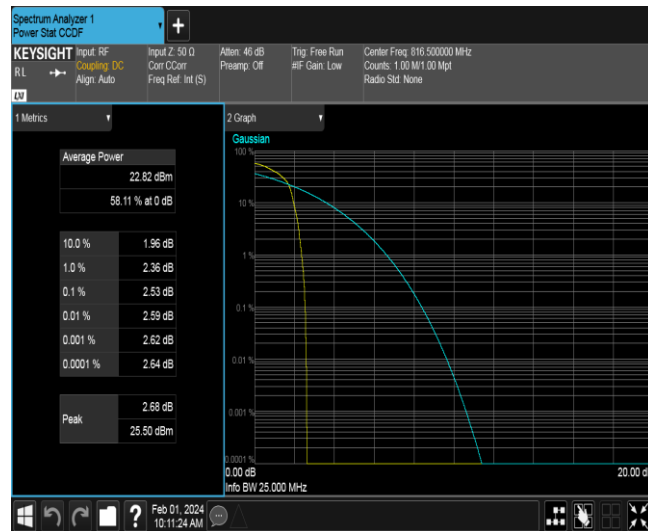 Spectrum Analyzer 1
Power Stat CCDF
+
KEYSIGHT
RL
LXI
Input: RF
Coupling: DC
Align: Auto
Input Z: 50 Ω
Corr CCorr
Freq Ref: Int (S)
Atten: 46 dB
Preamp: Off
Trig: Free Run
#IF Gain: Low
Center Freq: 816.500000 MHz
Counts: 1.00 M/1.00 Mpt
Radio Std: None
1 Metrics
Average Power
22.82 dBm
58.11 % at 0 dB
10.0 % 1.96 dB
1.0 % 2.36 dB
0.1 % 2.53 dB
0.01 % 2.59 dB
0.001 % 2.62 dB
0.0001 % 2.64 dB
Peak
2.68 dB
25.50 dBm
2 Graph
Gaussian
100 %
10 %
1 %
0.1 %
0.01 %
0.001 %
0.0001 %
0.00 dB
20.00 d
Info BW 25.000 MHz
?
Feb 01, 2024
10:11:24 AM